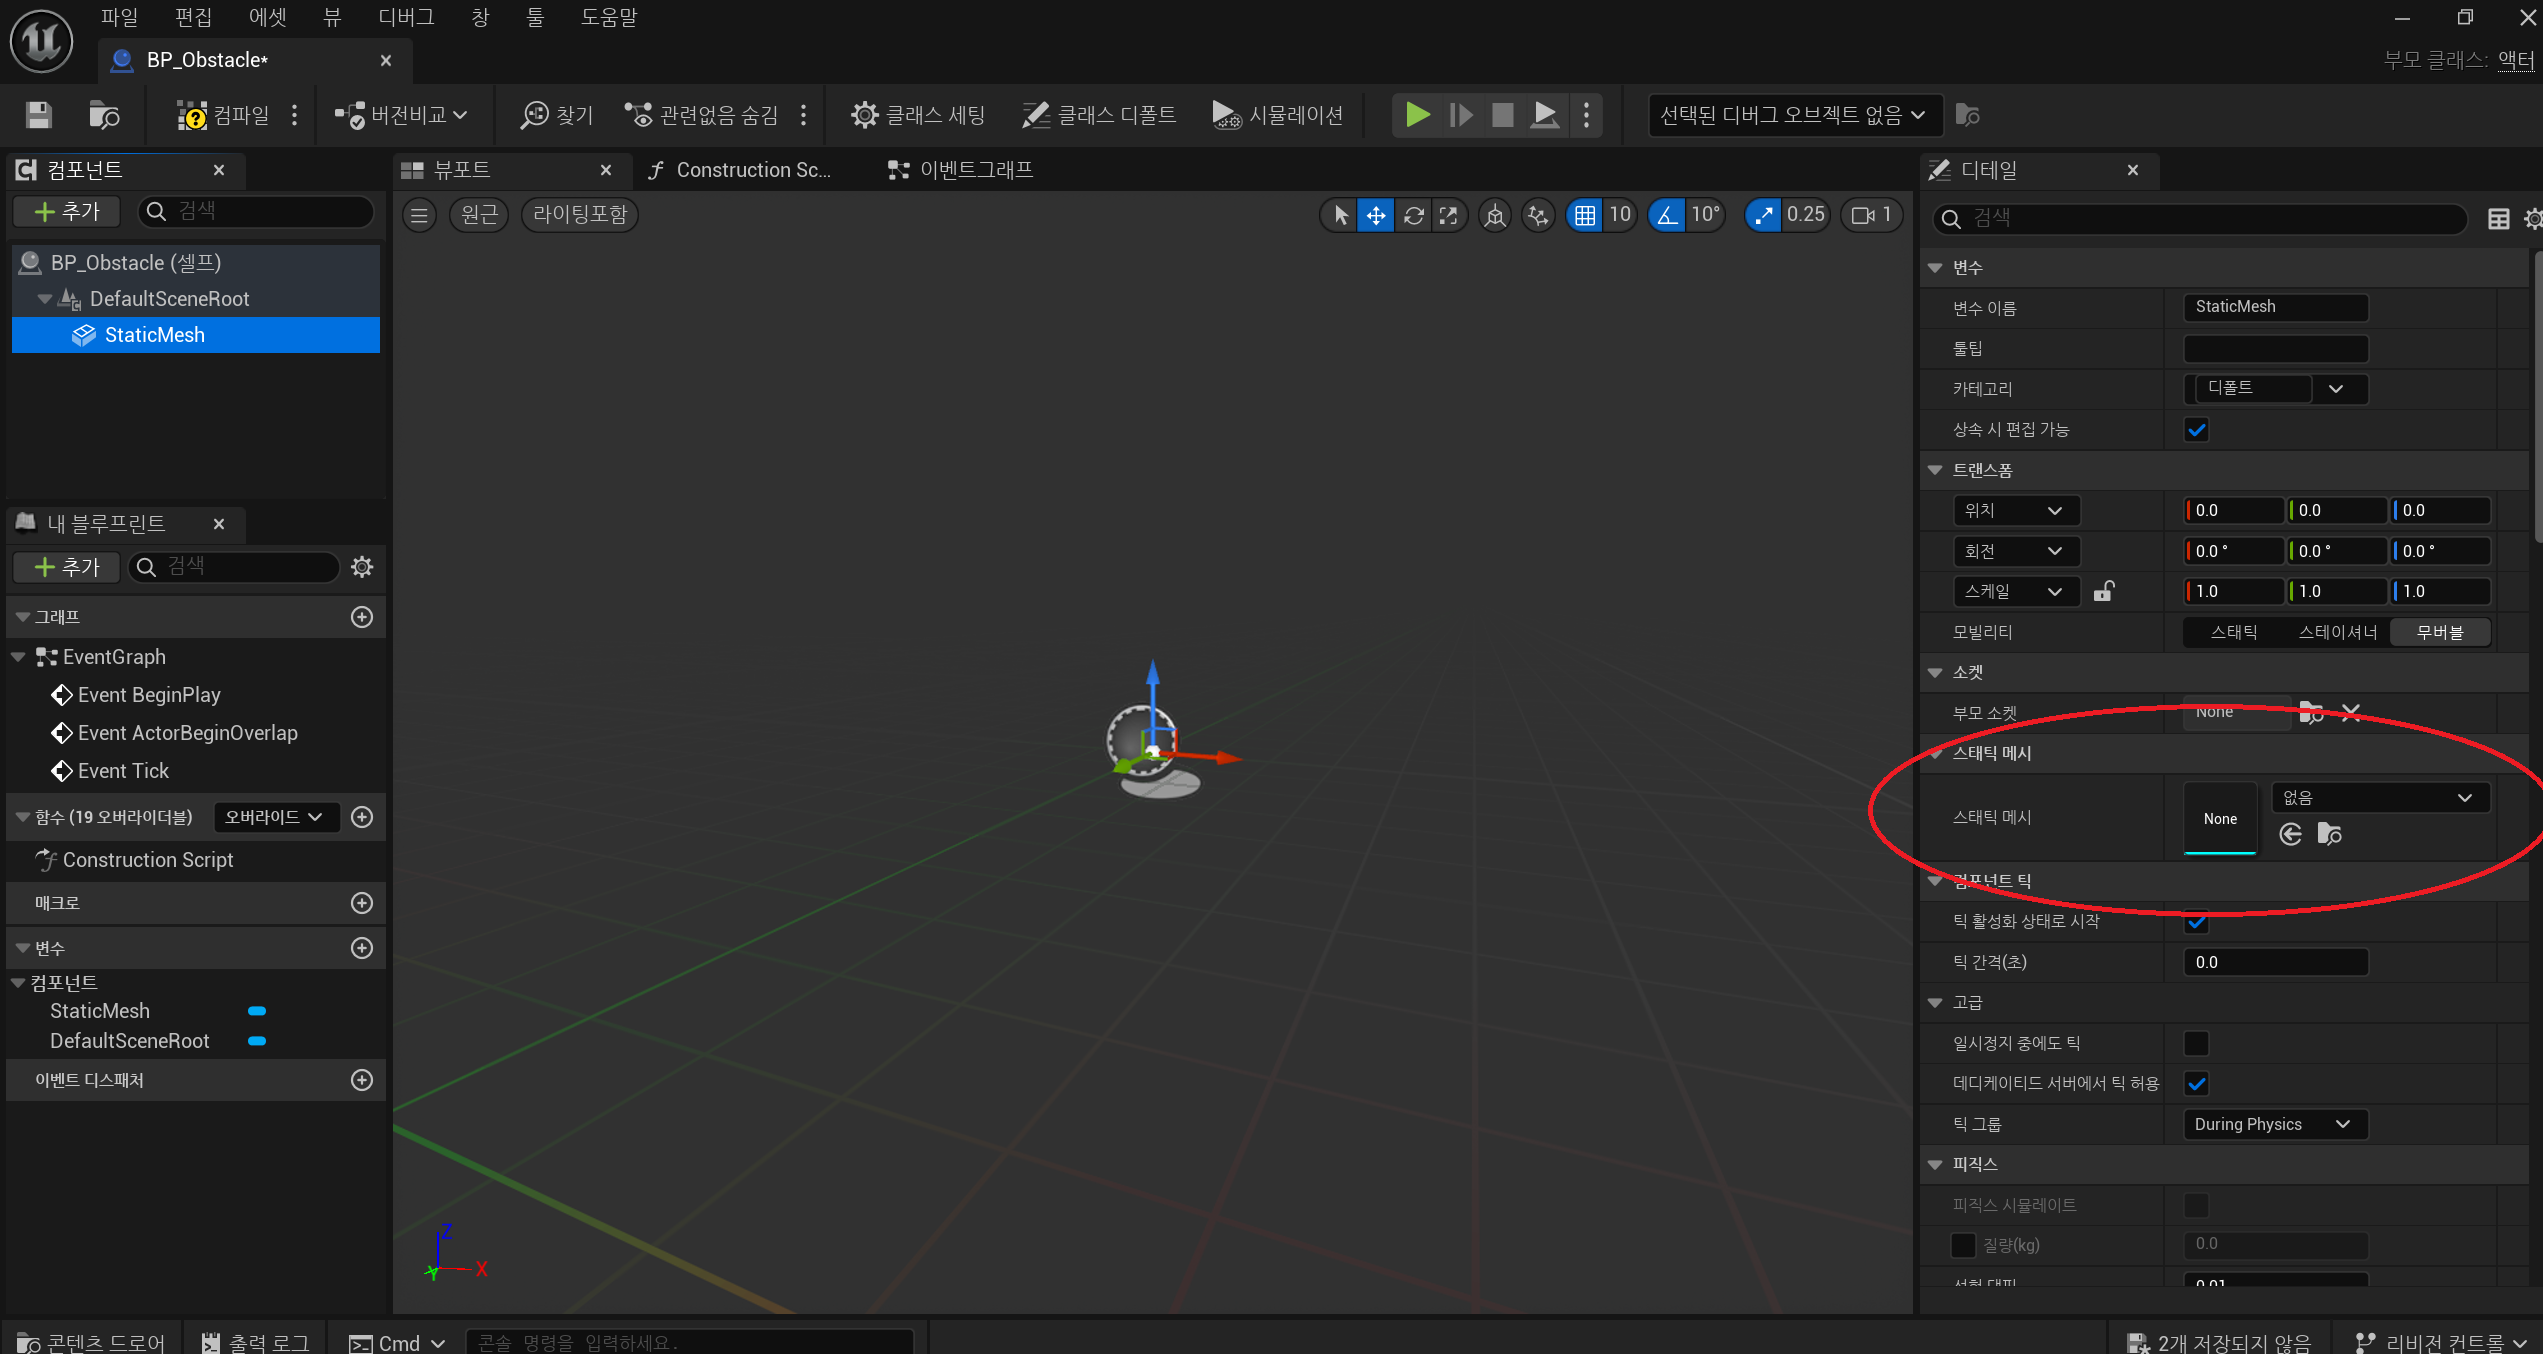 파일 편집 에셋 뷰 디버그 창 툴 도움말
BP_Obstacle*
부모 클래스: 액터
컴파일 버전비교 찾기 관련없음 숨김 클래스 세팅 클래스 디폴트 시뮬레이션 선택된 디버그 오브젝트 없음
컴포넌트
추가 검색
BP_Obstacle (셀프)
DefaultSceneRoot
StaticMesh
내 블루프린트
추가 검색
그래프
EventGraph
Event BeginPlay
Event ActorBeginOverlap
Event Tick
함수 (19 오버라이더블) 오버라이드
Construction Script
매크로
변수
컴포넌트
StaticMesh
DefaultSceneRoot
이벤트 디스패처
뷰포트 Construction Sc... 이벤트그래프
원근 라이팅포함 10 10° 0.25 1
Z
Y X
디테일
검색
변수
변수 이름 StaticMesh
툴팁
카테고리 디폴트
상속 시 편집 가능
트랜스폼
위치 0.0 0.0 0.0
회전 0.0 ° 0.0 ° 0.0 °
스케일 1.0 1.0 1.0
모빌리티 스태틱 스테이셔너 무버블
소켓
부모 소켓 None
스태틱 메시
스태틱 메시 None 없음
컴포넌트 틱
틱 활성화 상태로 시작
틱 간격(초) 0.0
고급
일시정지 중에도 틱
데디케이티드 서버에서 틱 허용
틱 그룹 During Physics
피직스
피직스 시뮬레이트
질량(kg) 0.0
0.01
콘텐츠 드로어 출력 로그 Cmd 콘솔 명령을 입력하세요. 2개 저장되지 않음 리비전 컨트롤